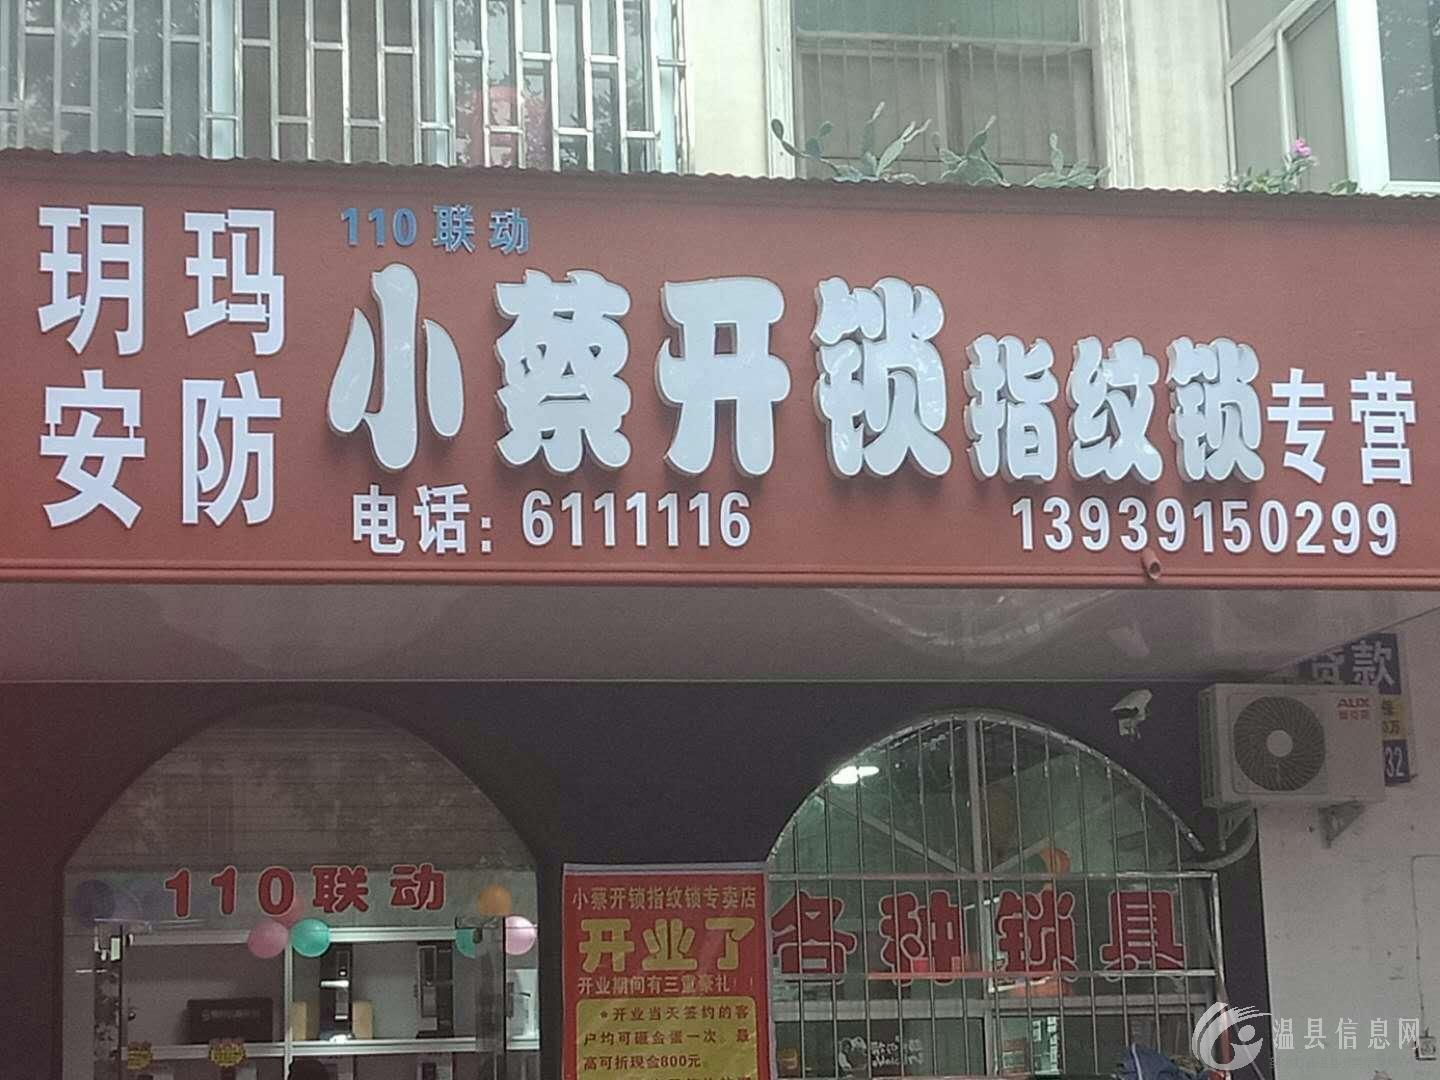 玥玛
安防
110联动
小蔡开锁指纹锁专营
电话：6111116 13939150299
贷款
AUX
32
110联动
小蔡开锁指纹锁专卖店
开业了
开业期间有三重豪礼！
*开业当天签约的客
户均可砸金蛋一次。最
高可折现金800元。
各种锁具
温县信息网